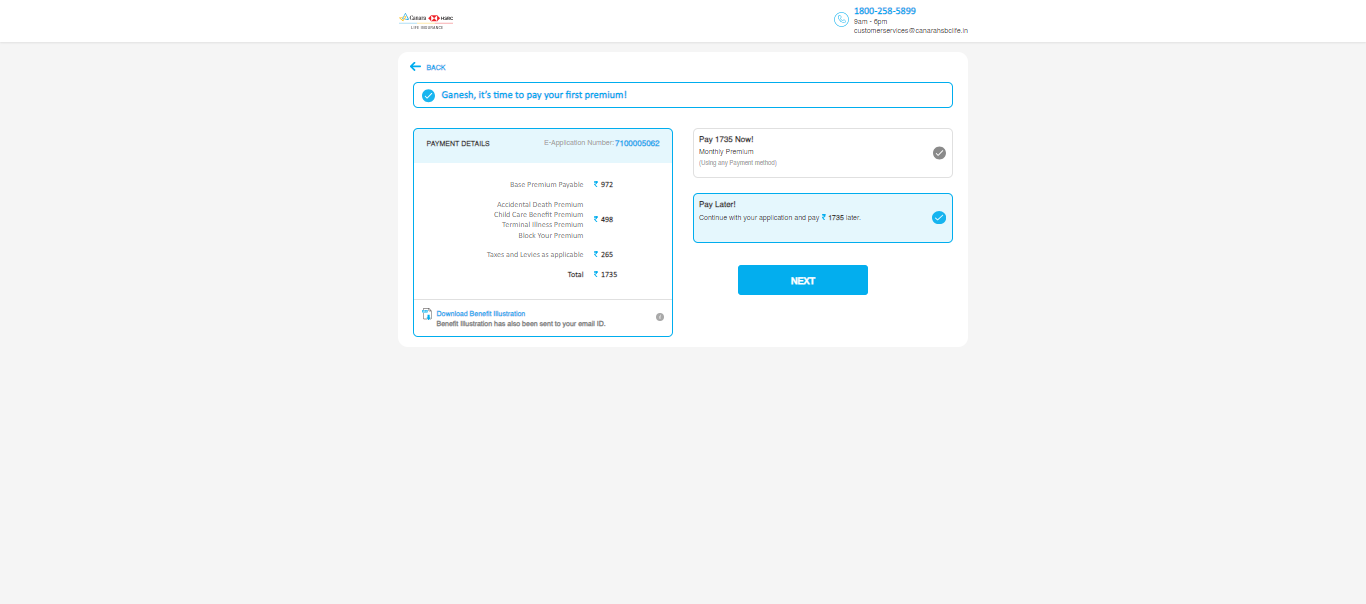 Canara HSBC
LIFE INSURANCE
1800-258-5899
9am - 6pm
customerservices@canarahsbclife.in
BACK
Ganesh, it's time to pay your first premium!
PAYMENT DETAILS
E-Application Number: 7100005062
Base Premium Payable ₹ 972
Accidental Death Premium
Child Care Benefit Premium
Terminal Illness Premium
Block Your Premium
₹ 498
Taxes and Levies as applicable ₹ 265
Total ₹ 1735
Download Benefit Illustration
Benefit Illustration has also been sent to your email ID.
Pay 1735 Now!
Monthly Premium
(Using any Payment method)
Pay Later!
Continue with your application and pay ₹ 1735 later.
NEXT